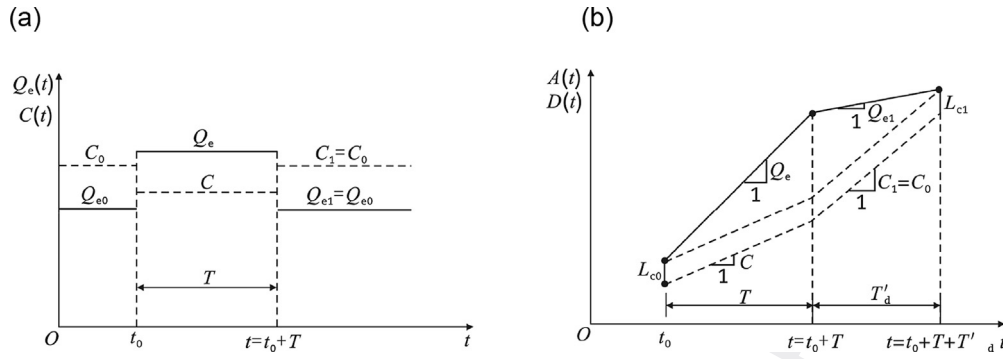 (a)
Qe(t)
C(t)
Qe
C0
C1=C0
C
Qe0
Qe1=Qe0
T
O
t0
t=t0+T
t
(b)
A(t)
D(t)
Lc1
1
Qe1
Qe
1
C1=C0
1
Lc0
C
1
T
T′d
O
t0
t=t0+T
t=t0+T+T′d
t